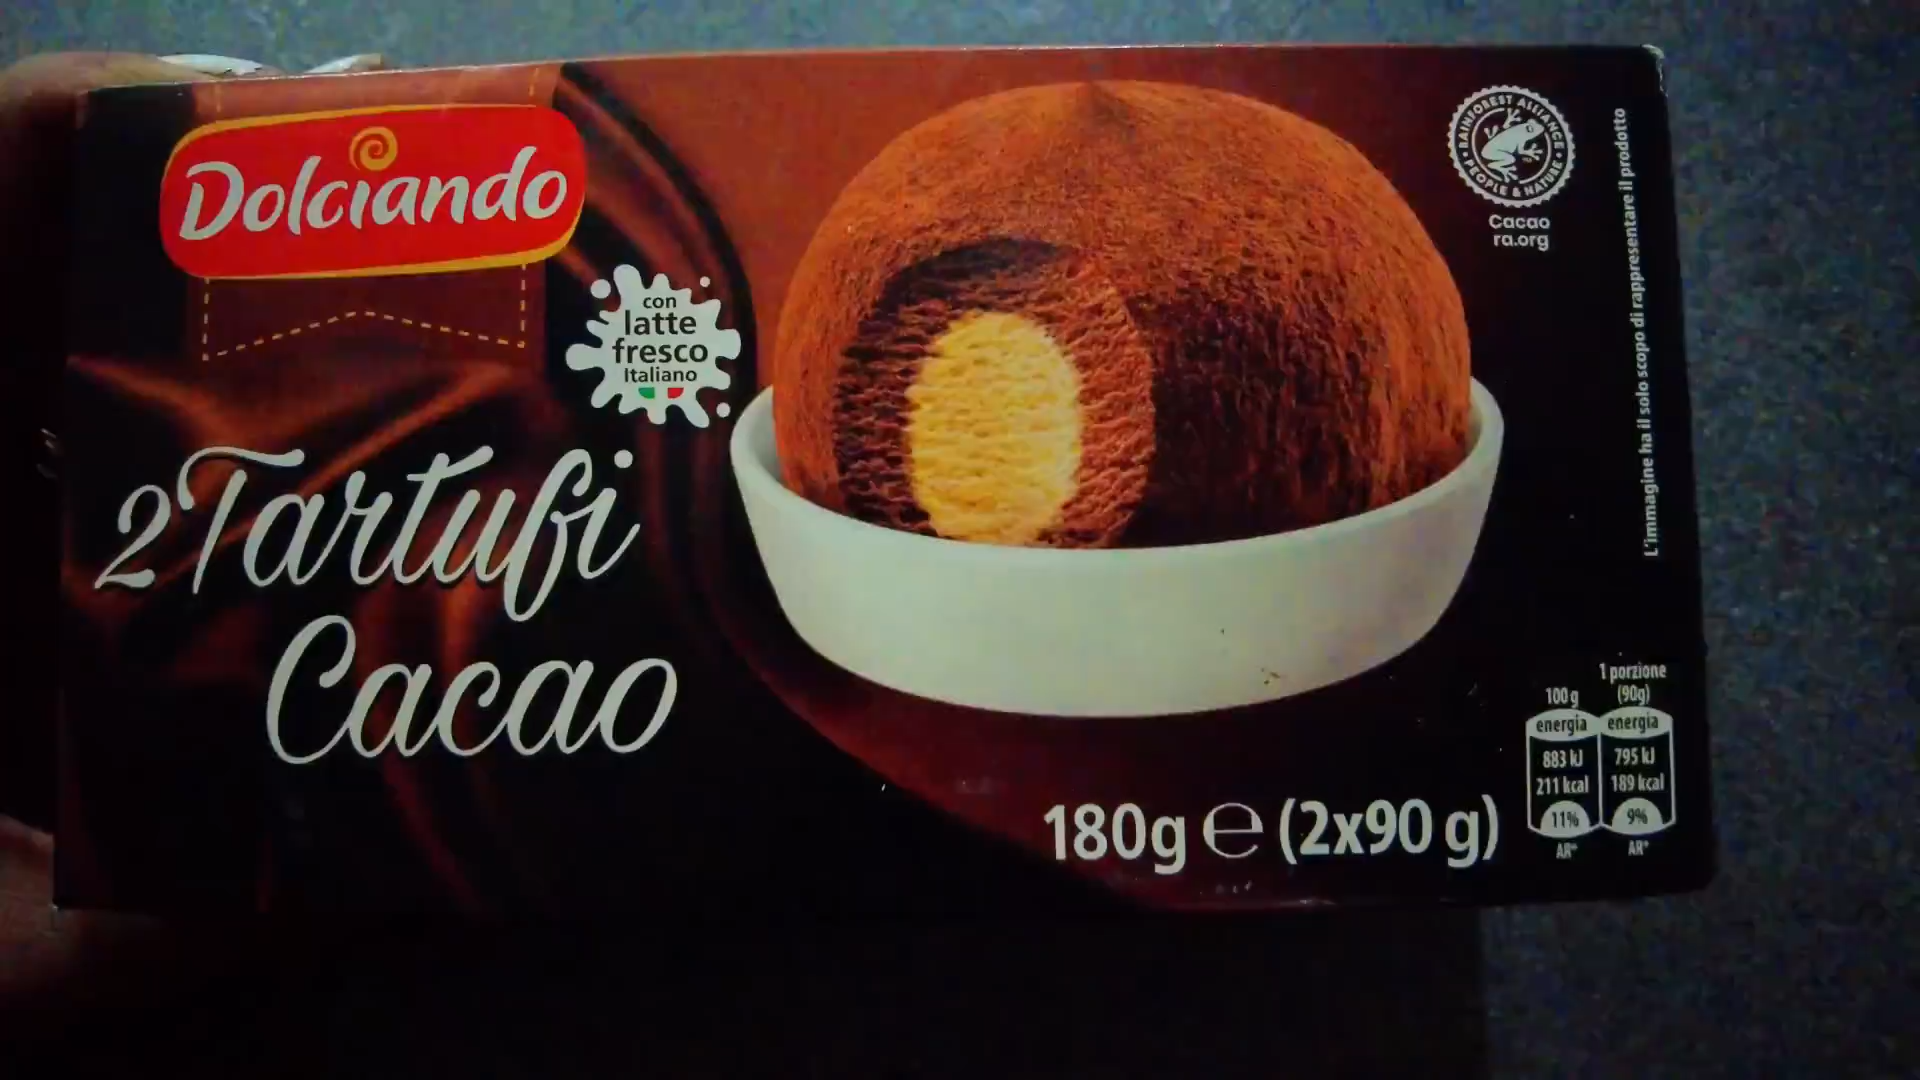 Dolciando
con
latte
fresco
Italiano
2 Tartufi
Cacao
RAINFOREST ALLIANCE
PEOPLE & NATURE
Cacao
ra.org
L'immagine ha il solo scopo di rappresentare il prodotto
180g e (2x90 g)
1 porzione
100 g (90g)
energia energia
883 kJ 795 kJ
211 kcal 189 kcal
11% 9%
AR* AR*